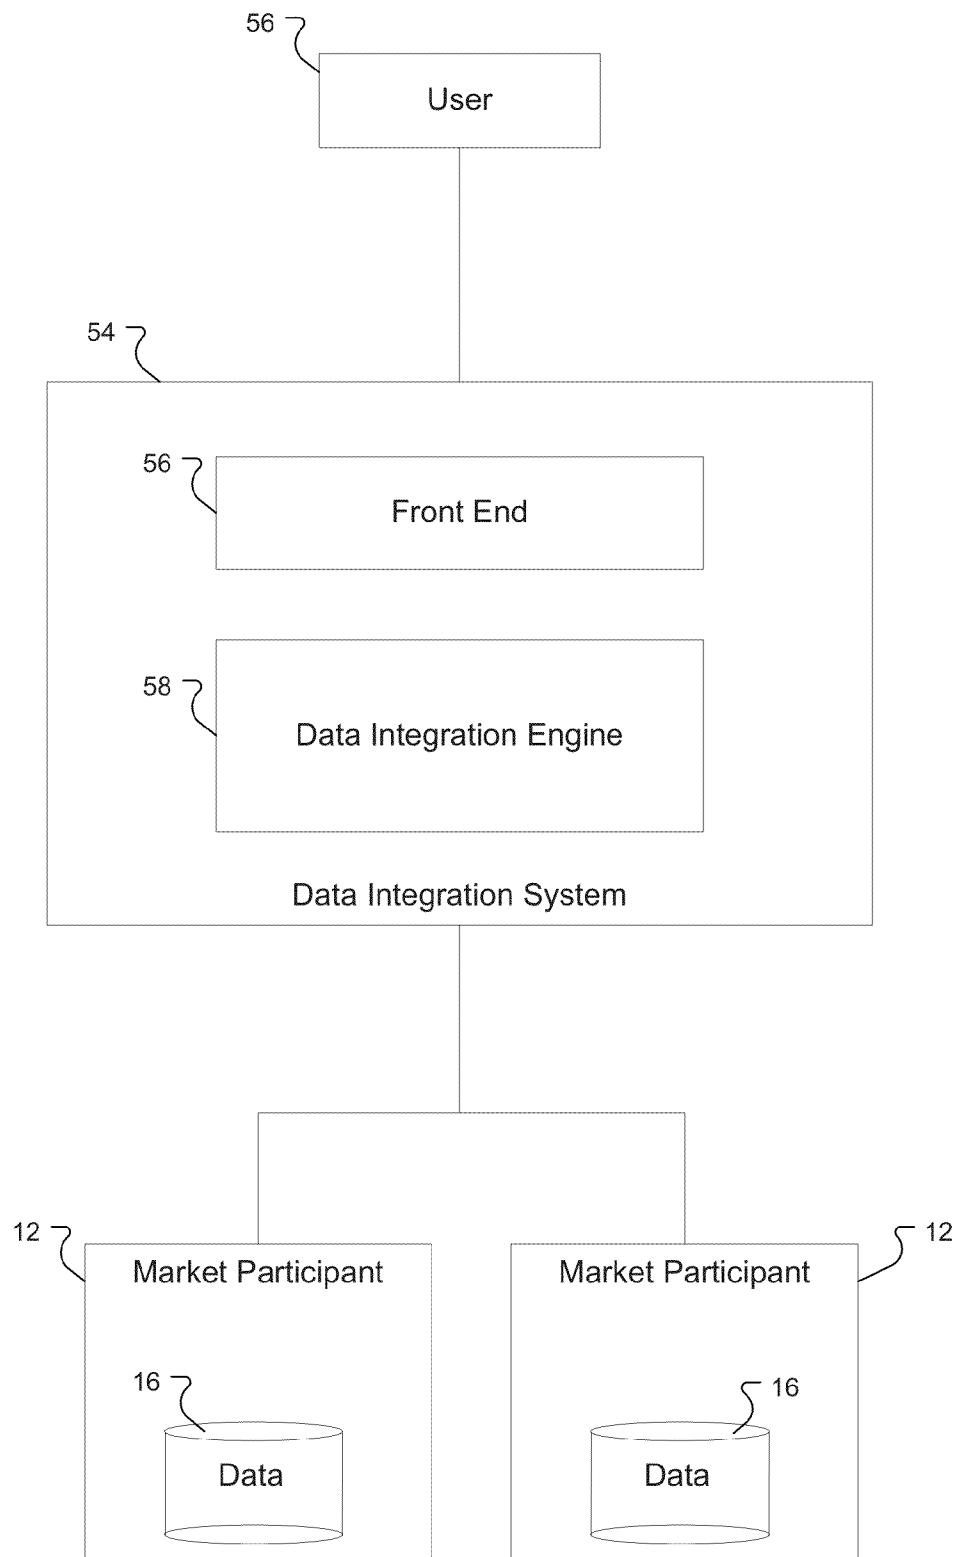 56
User
54
56
Front End
58
Data Integration Engine
Data Integration System
12
12
Market Participant
Market Participant
16
16
Data
Data